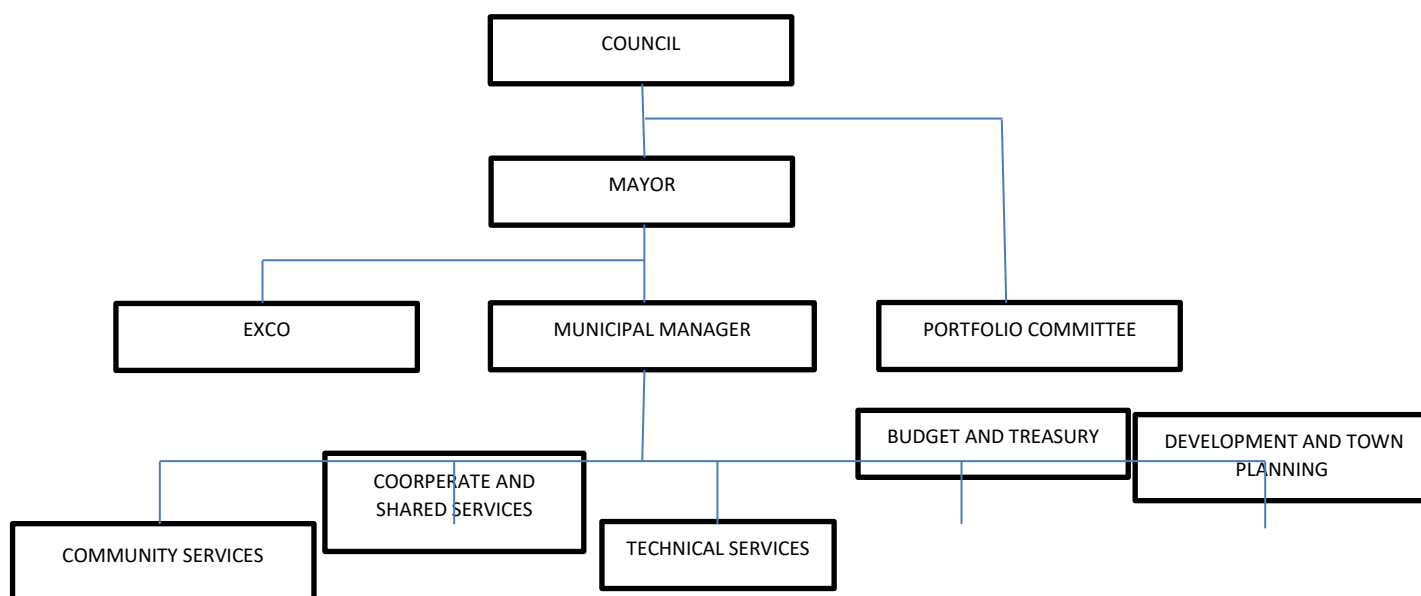 COUNCIL
MAYOR
EXCO
MUNICIPAL MANAGER
PORTFOLIO COMMITTEE
BUDGET AND TREASURY
DEVELOPMENT AND TOWN
PLANNING
COORPERATE AND
SHARED SERVICES
TECHNICAL SERVICES
COMMUNITY SERVICES